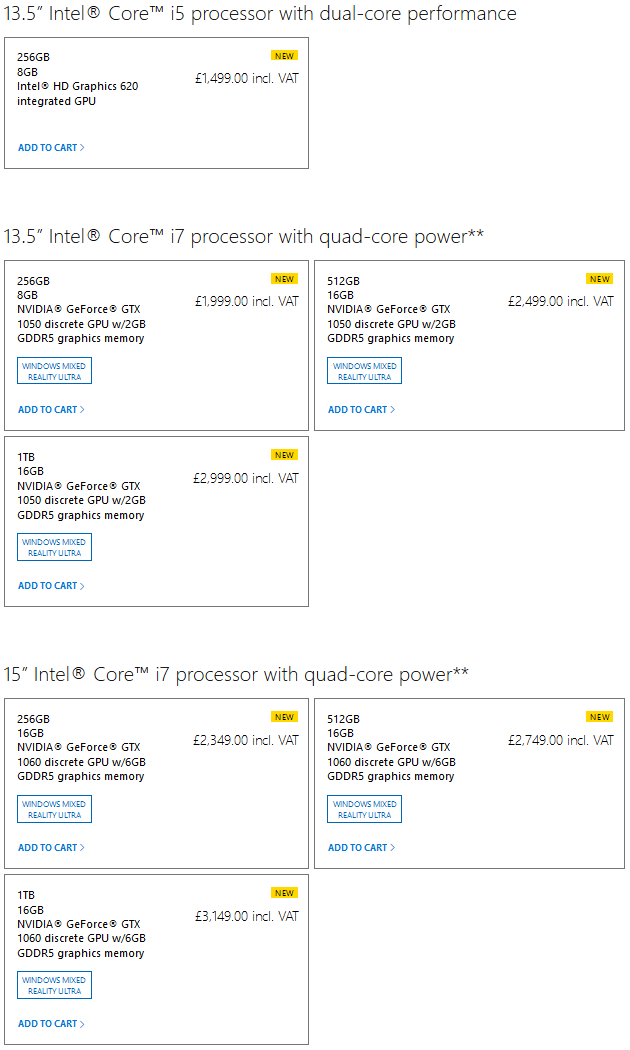 13.5” Intel® Core™ i5 processor with dual-core performance
256GB
NEW
8GB
£1,499.00 incl. VAT
Intel® HD Graphics 620
integrated GPU
ADD TO CART >
13.5” Intel® Core™ i7 processor with quad-core power**
256GB
NEW
8GB
£1,999.00 incl. VAT
NVIDIA® GeForce® GTX
1050 discrete GPU w/2GB
GDDR5 graphics memory
WINDOWS MIXED
REALITY ULTRA
ADD TO CART >
512GB
NEW
16GB
£2,499.00 incl. VAT
NVIDIA® GeForce® GTX
1050 discrete GPU w/2GB
GDDR5 graphics memory
WINDOWS MIXED
REALITY ULTRA
ADD TO CART >
1TB
NEW
16GB
£2,999.00 incl. VAT
NVIDIA® GeForce® GTX
1050 discrete GPU w/2GB
GDDR5 graphics memory
WINDOWS MIXED
REALITY ULTRA
ADD TO CART >
15” Intel® Core™ i7 processor with quad-core power**
256GB
NEW
16GB
£2,349.00 incl. VAT
NVIDIA® GeForce® GTX
1060 discrete GPU w/6GB
GDDR5 graphics memory
WINDOWS MIXED
REALITY ULTRA
ADD TO CART >
512GB
NEW
16GB
£2,749.00 incl. VAT
NVIDIA® GeForce® GTX
1060 discrete GPU w/6GB
GDDR5 graphics memory
WINDOWS MIXED
REALITY ULTRA
ADD TO CART >
1TB
NEW
16GB
£3,149.00 incl. VAT
NVIDIA® GeForce® GTX
1060 discrete GPU w/6GB
GDDR5 graphics memory
WINDOWS MIXED
REALITY ULTRA
ADD TO CART >